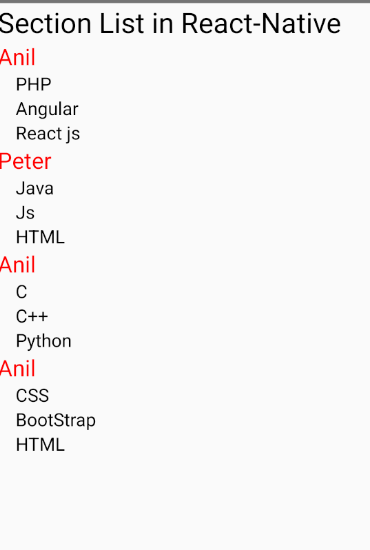 Section List in React-Native
Anil
PHP
Angular
React js
Peter
Java
Js
HTML
Anil
C
C++
Python
Anil
CSS
BootStrap
HTML